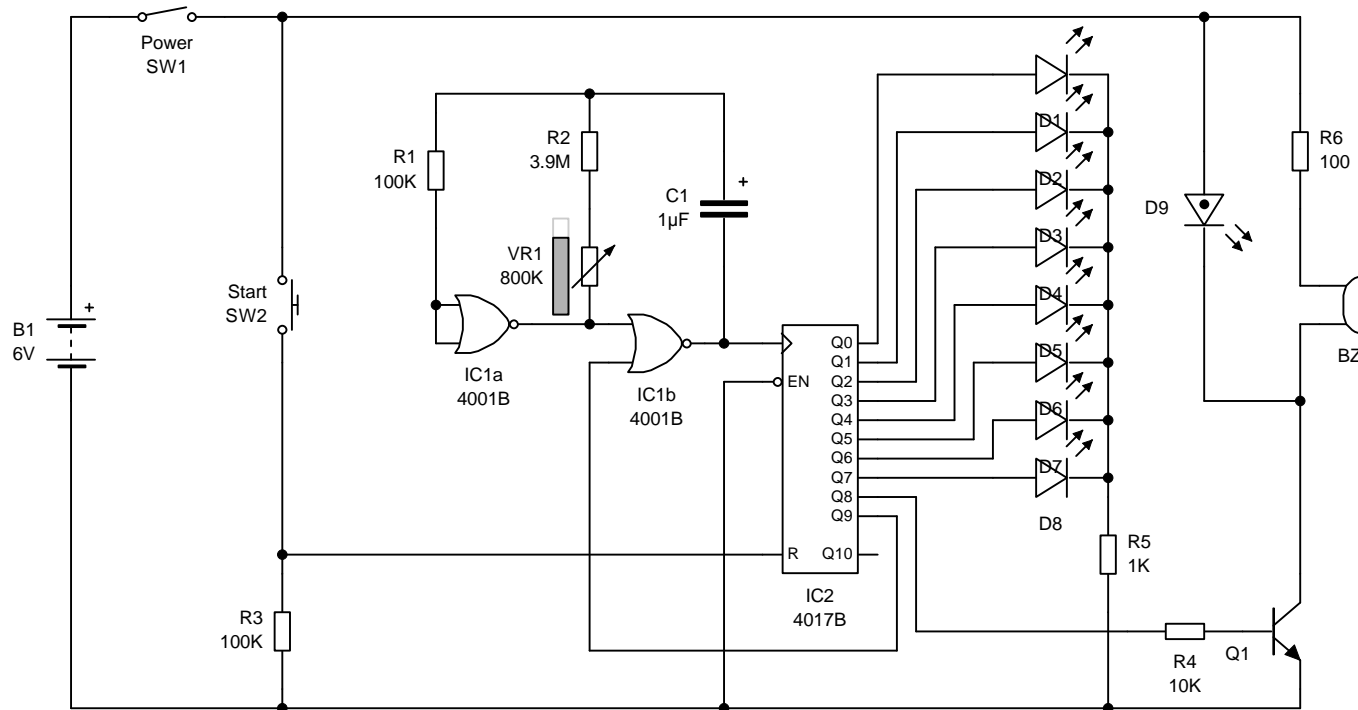 Power
SW1
+
B1
6V
Start
SW2
R3
100K
R1
100K
R2
3.9M
VR1
800K
C1
1µF
+
IC1a
4001B
IC1b
4001B
EN
R
Q0
Q1
Q2
Q3
Q4
Q5
Q6
Q7
Q8
Q9
Q10
IC2
4017B
D1
D2
D3
D4
D5
D6
D7
D8
R5
1K
D9
R6
100
BZ
R4
10K
Q1